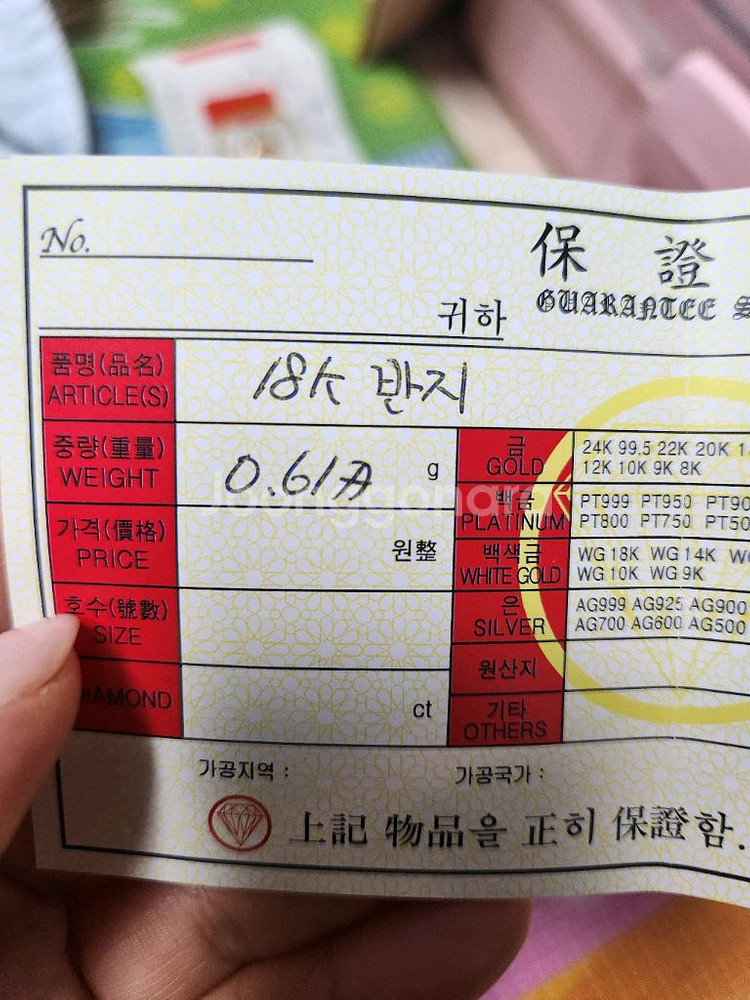 No.
保 證
GUARANTEE
귀하
품명(品名)
ARTICLE(S)
18K 반지
중량(重量)
WEIGHT
0.61 g
가격(價格)
PRICE
원整
호수(號數)
SIZE
DIAMOND
ct
금
GOLD
24K 99.5 22K 20K
12K 10K 9K 8K
백금
PLATINUM
PT999 PT950
PT800 PT750
백색금
WHITE GOLD
WG 18K WG 14K
WG 10K WG 9K
은
SILVER
AG999 AG925 AG900
AG700 AG600 AG500
원산지
기타
OTHERS
가공지역 :
가공국가 :
上記 物品을 正히 保證함.
Joonggonara